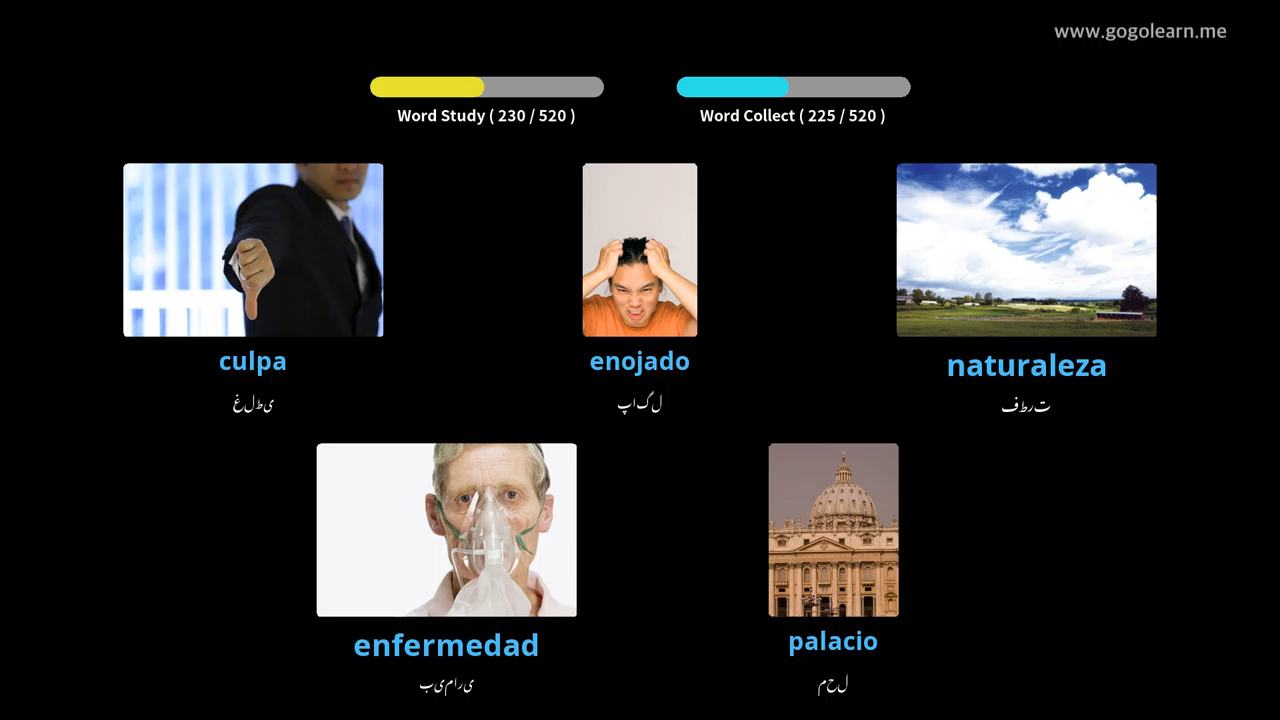 www.gogolearn.me
Word Study ( 230 / 520 )
Word Collect ( 225 / 520 )
culpa
غلطی
enojado
پاگل
naturaleza
فطرت
enfermedad
بیماری
palacio
محل